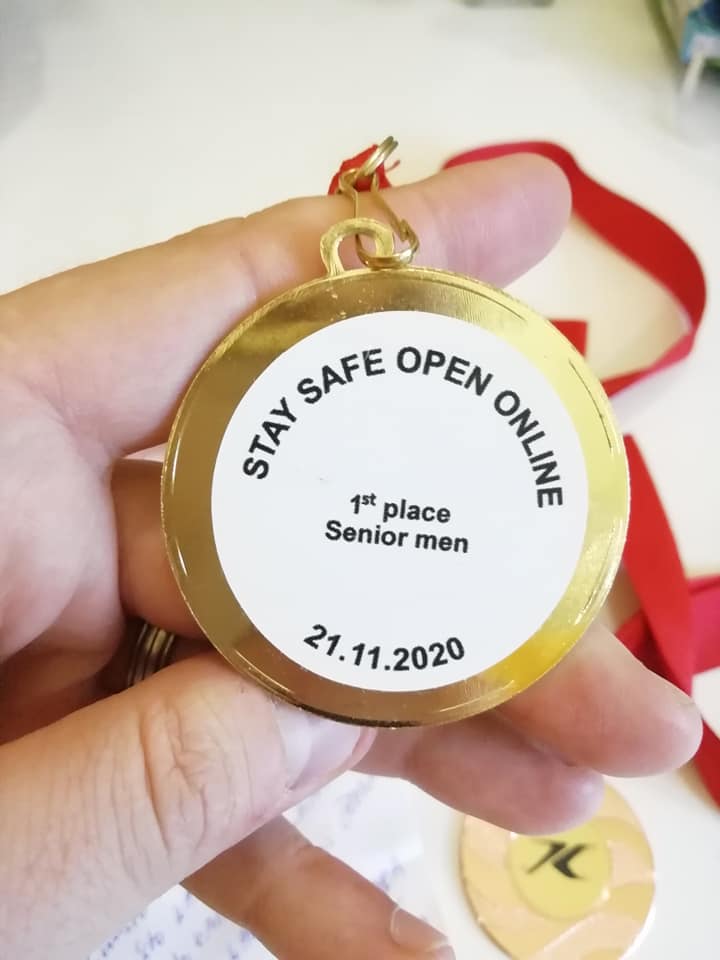 STAY SAFE OPEN ONLINE
1st place
Senior men
21.11.2020